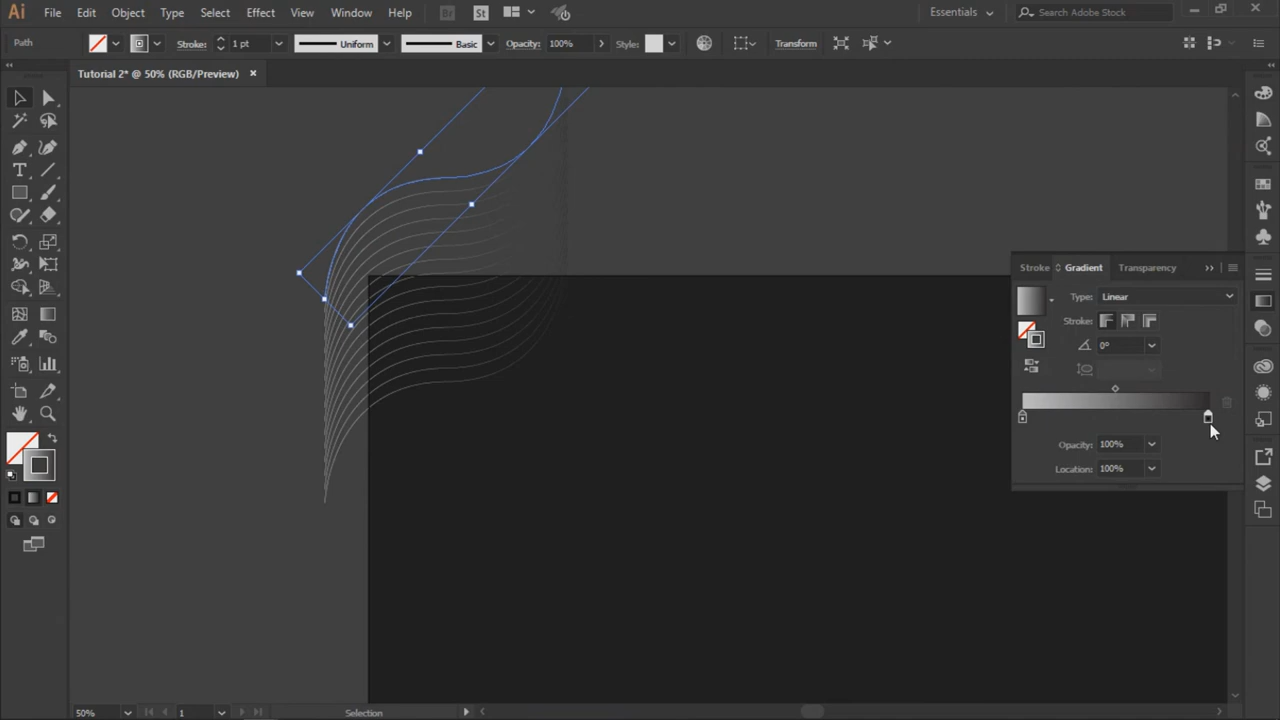 Ai File Edit Object Type Select Effect View Window Help Br St Essentials Search Adobe Stock
Path Stroke: 1 pt Uniform Basic Opacity: 100% Style: Transform
Tutorial 2* @ 50% (RGB/Preview)
Stroke Gradient Transparency
Type: Linear
Stroke:
0°
Opacity: 100%
Location: 100%
50% 1 Selection